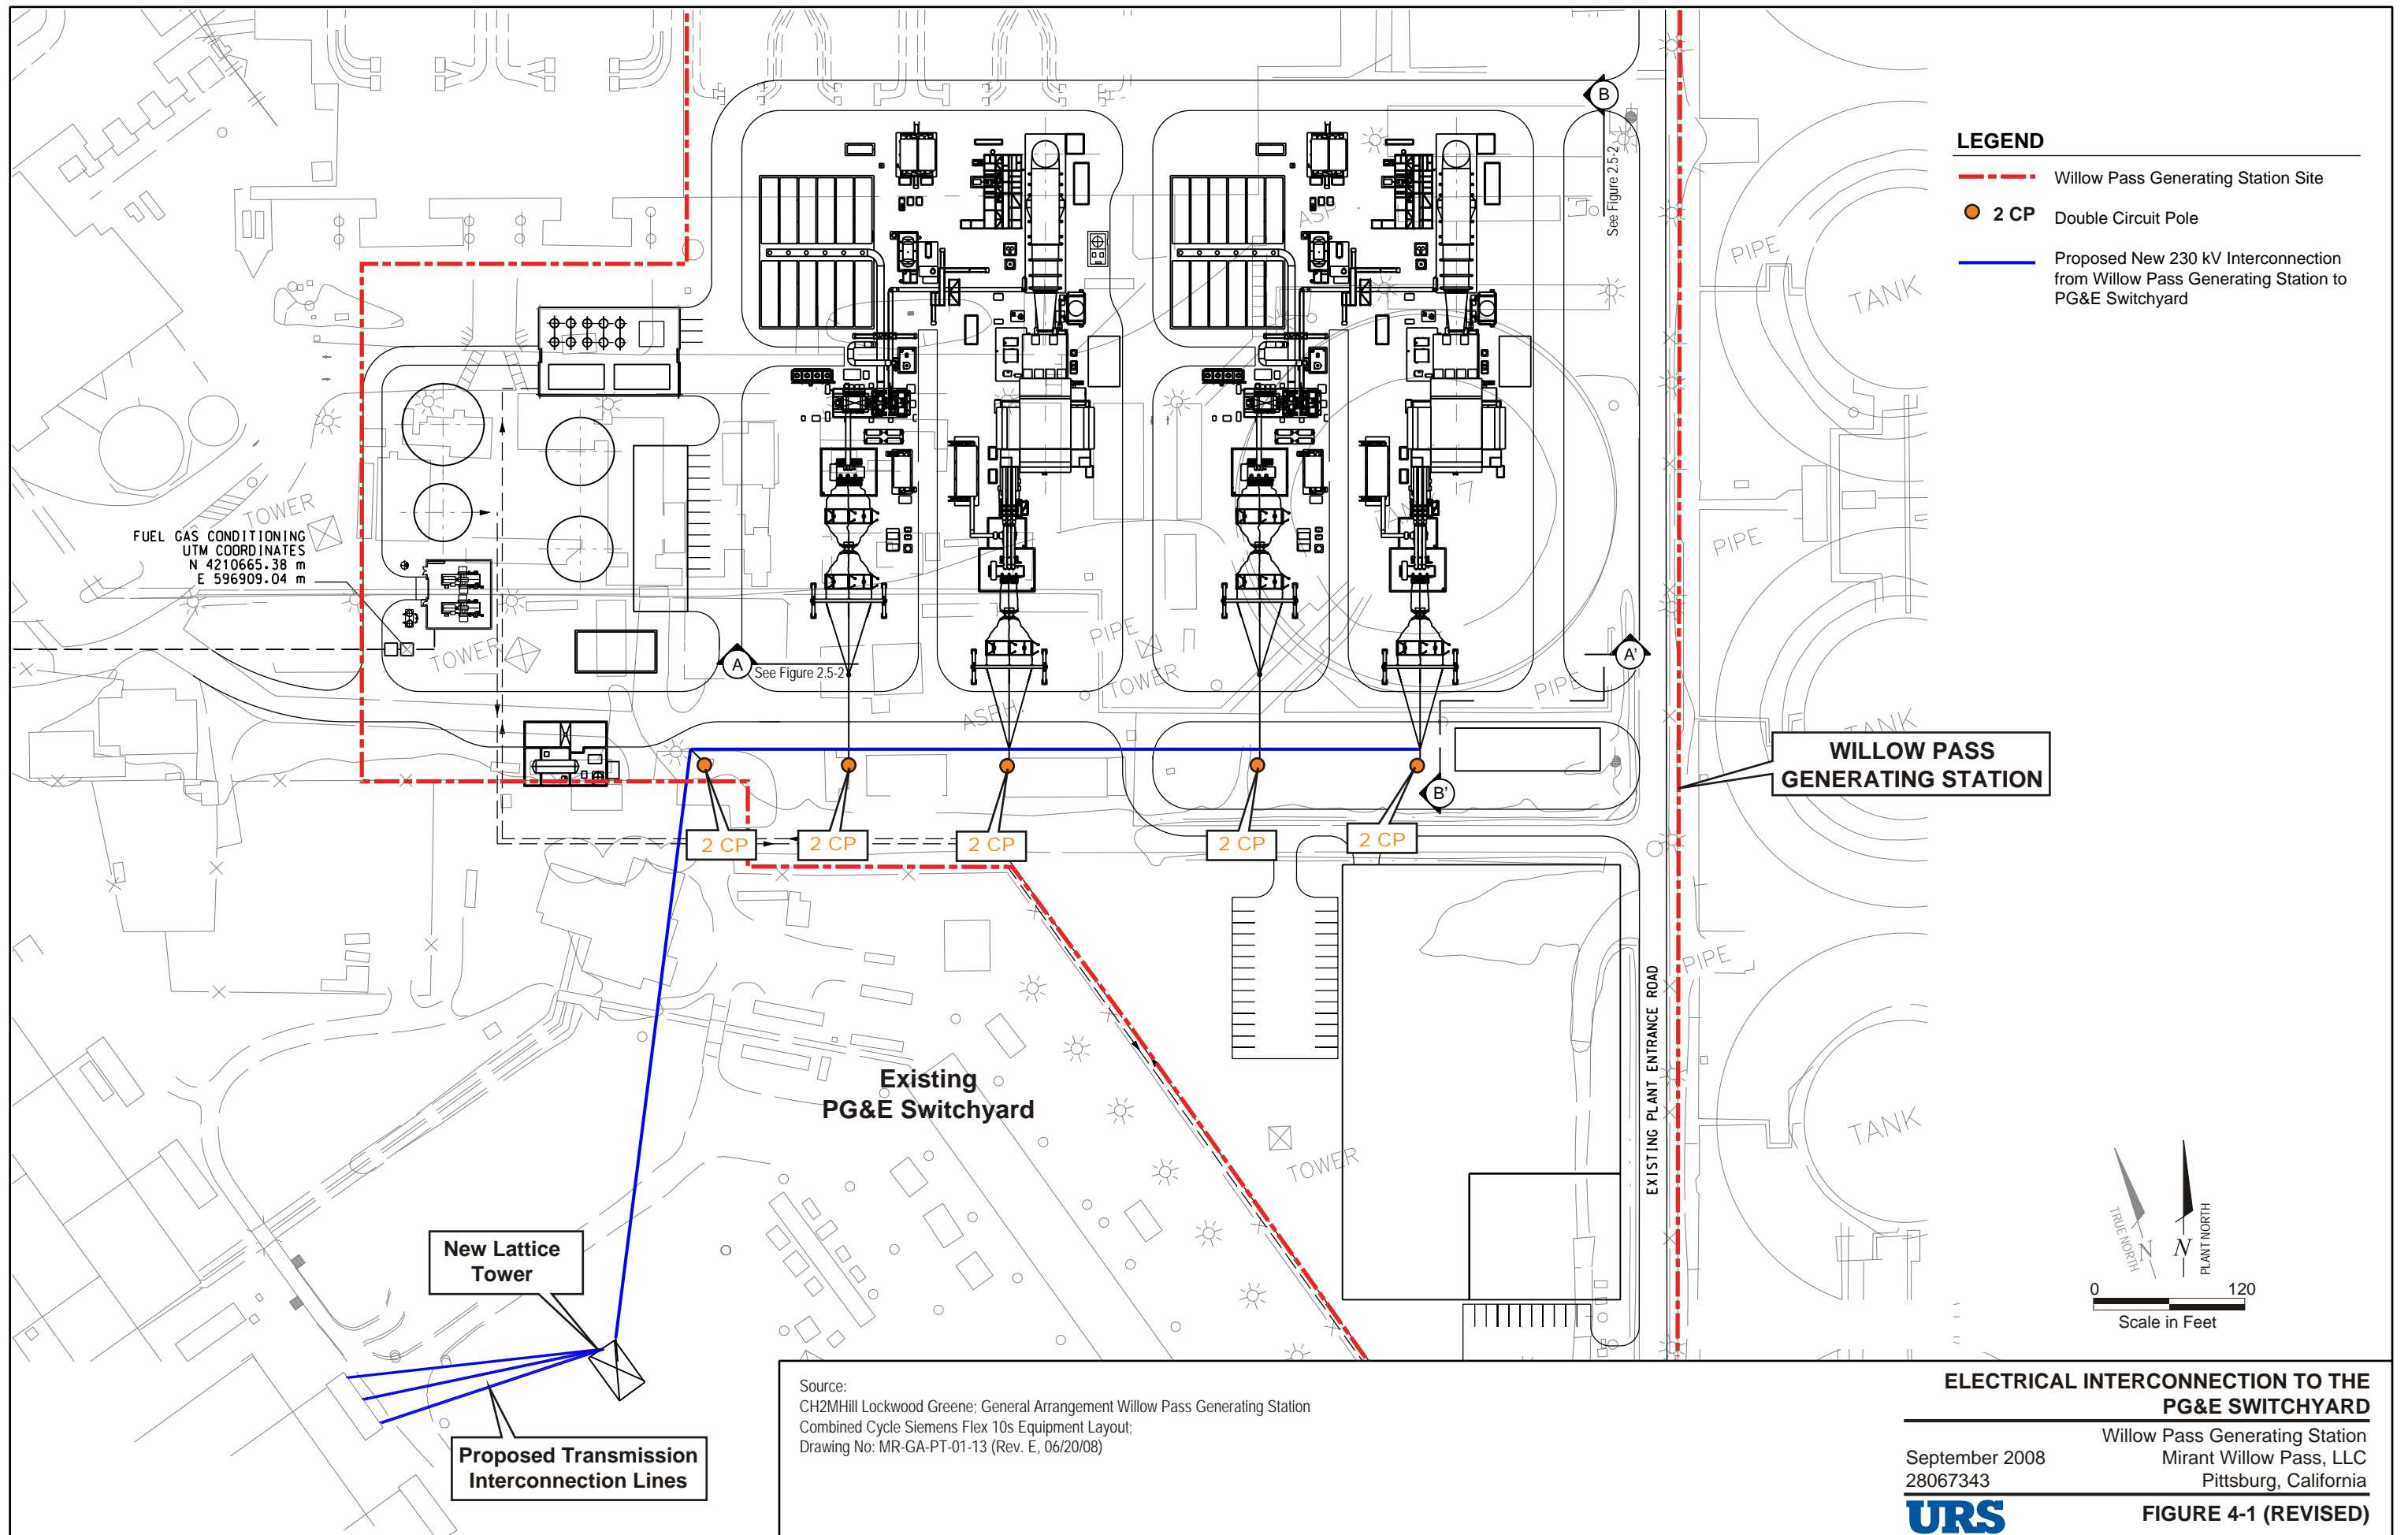 B
See Figure 2.5-2
LEGEND
Willow Pass Generating Station Site
2 CP
Double Circuit Pole
Proposed New 230 kV Interconnection
from Willow Pass Generating Station to
PG&E Switchyard
ASP
PIPE
TANK
TOWER
FUEL GAS CONDITIONING
UTM COORDINATES
N 4210665.38 m
E 596909.04 m
PIPE
TOWER
A
See Figure 2.5-2
PIPE
TOWER
ASPH.
PIPE
A'
TANK
WILLOW PASS
GENERATING STATION
B'
2 CP
2 CP
2 CP
2 CP
2 CP
PIPE
EXISTING PLANT ENTRANCE ROAD
Existing
PG&E Switchyard
TOWER
TANK
New Lattice
Tower
Proposed Transmission
Interconnection Lines
TRUE NORTH
N
N
PLANT NORTH
0 120
Scale in Feet
Source:
CH2MHill Lockwood Greene; General Arrangement Willow Pass Generating Station
Combined Cycle Siemens Flex 10s Equipment Layout;
Drawing No: MR-GA-PT-01-13 (Rev. E, 06/20/08)
ELECTRICAL INTERCONNECTION TO THE
PG&E SWITCHYARD
Willow Pass Generating Station
September 2008 Mirant Willow Pass, LLC
28067343 Pittsburg, California
URS FIGURE 4-1 (REVISED)